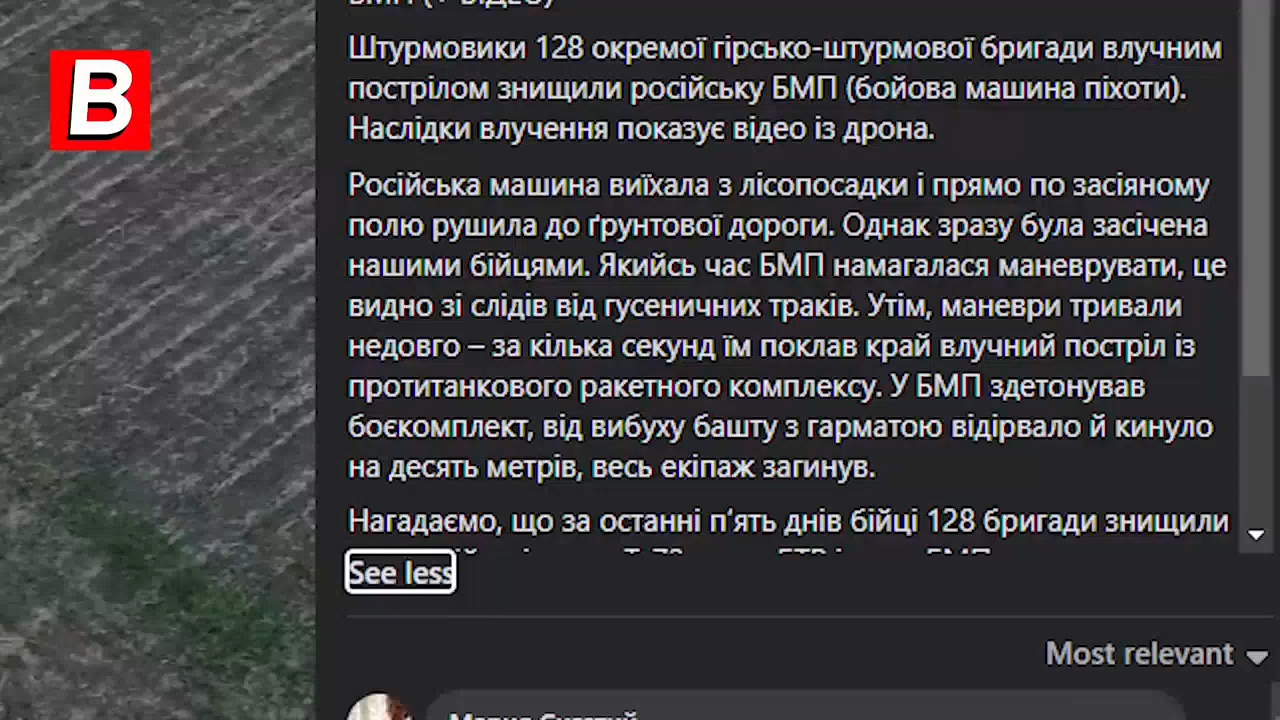 B
Штурмовики 128 окремої гірсько-штурмової бригади влучним
пострілом знищили російську БМП (бойова машина піхоти).
Наслідки влучення показує відео із дрона.
Російська машина виїхала з лісопосадки і прямо по засіяному
полю рушила до ґрунтової дороги. Однак зразу була засічена
нашими бійцями. Якийсь час БМП намагалася маневрувати, це
видно зі слідів від гусеничних траків. Утім, маневри тривали
недовго – за кілька секунд їм поклав край влучний постріл із
протитанкового ракетного комплексу. У БМП здетонував
боєкомплект, від вибуху башту з гарматою відірвало й кинуло
на десять метрів, весь екіпаж загинув.
Нагадаємо, що за останні п‘ять днів бійці 128 бригади знищили
See less
Most relevant